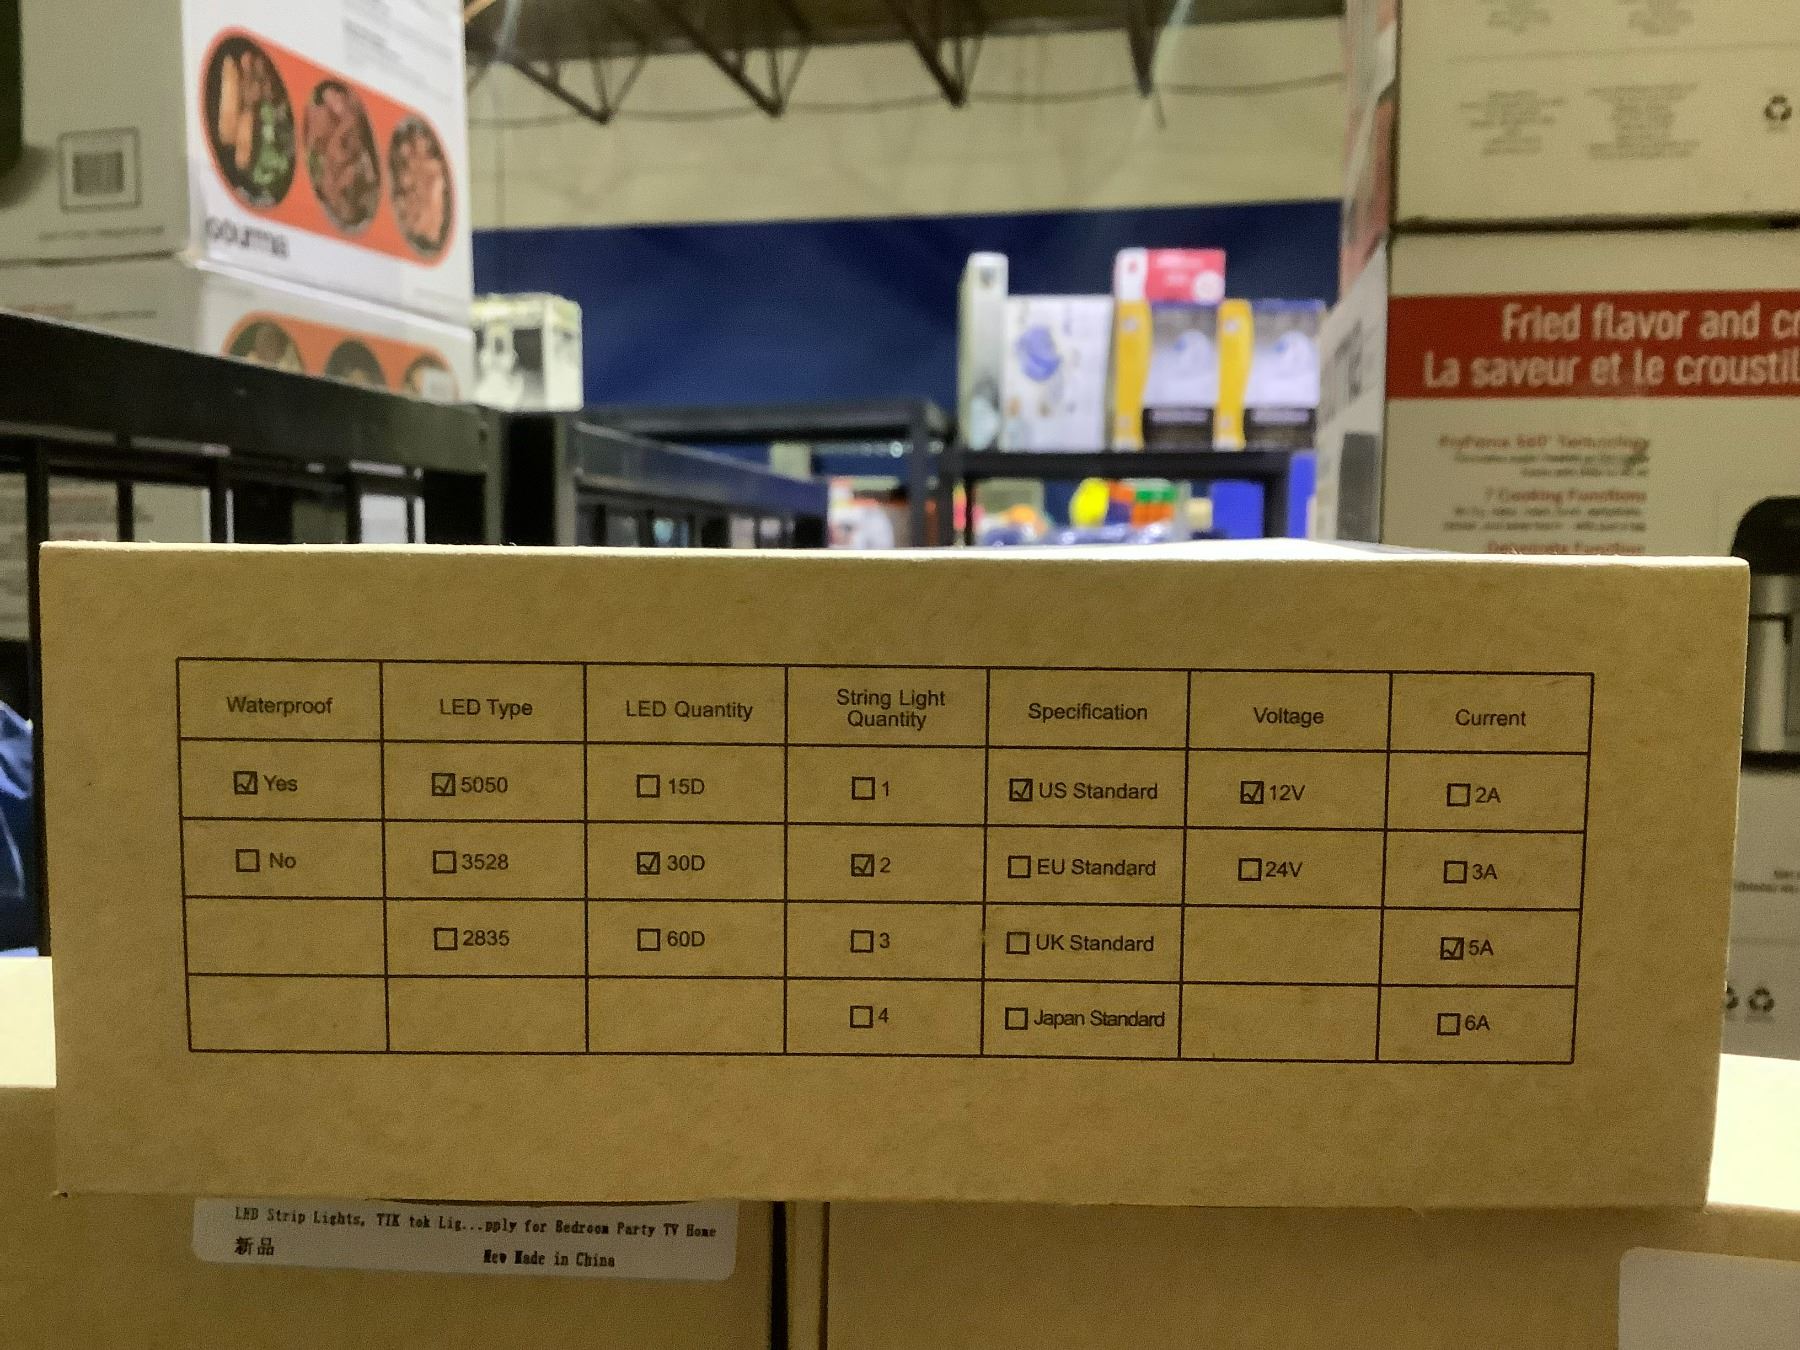 gourmia
Fried flavor and cr
La saveur et le croustil
7 Cooking Functions
Waterproof LED Type LED Quantity String Light Quantity Specification Voltage Current
☑ Yes ☑ 5050 ☐ 15D ☐ 1 ☑ US Standard ☑ 12V ☐ 2A
☐ No ☐ 3528 ☑ 30D ☑ 2 ☐ EU Standard ☐ 24V ☐ 3A
☐ 2835 ☐ 60D ☐ 3 ☐ UK Standard ☑ 5A
☐ 4 ☐ Japan Standard ☐ 6A
LED Strip Lights, TIK tok Lig...pply for Bedroom Party TV Home
新品 New Made in China